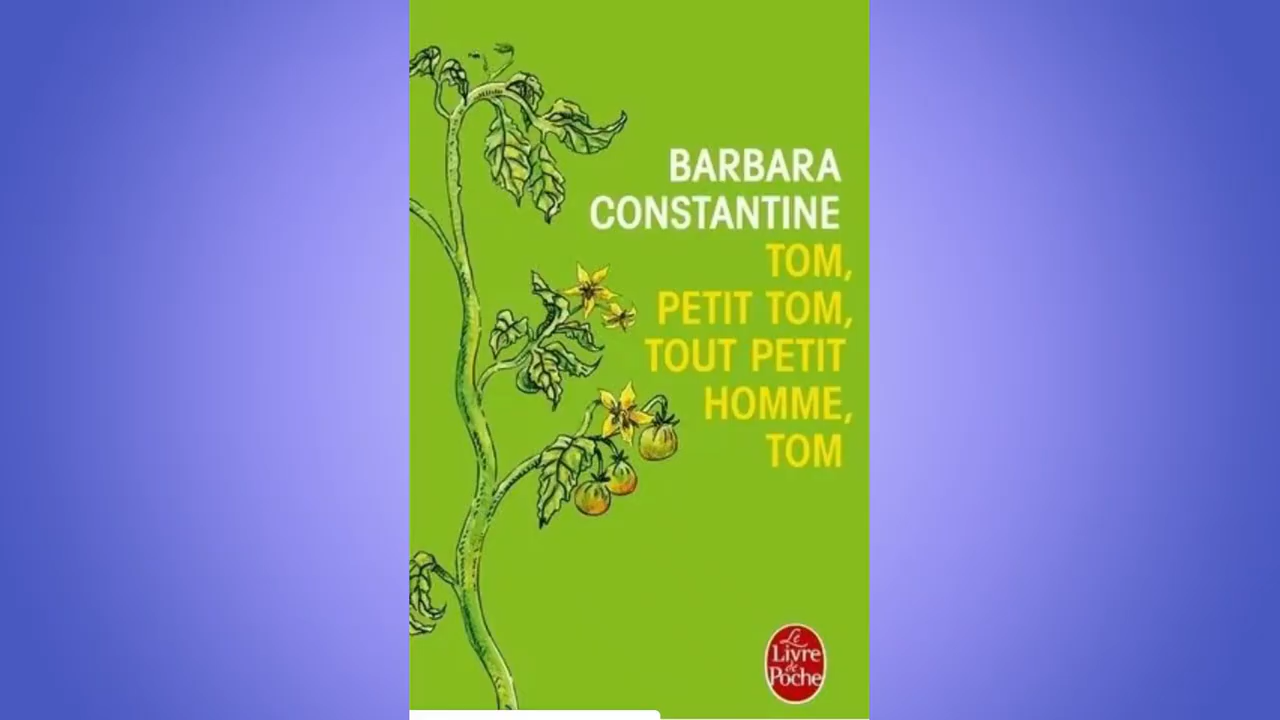 BARBARA
CONSTANTINE
TOM,
PETIT TOM,
TOUT PETIT
HOMME,
TOM
Le
Livre
de
Poche